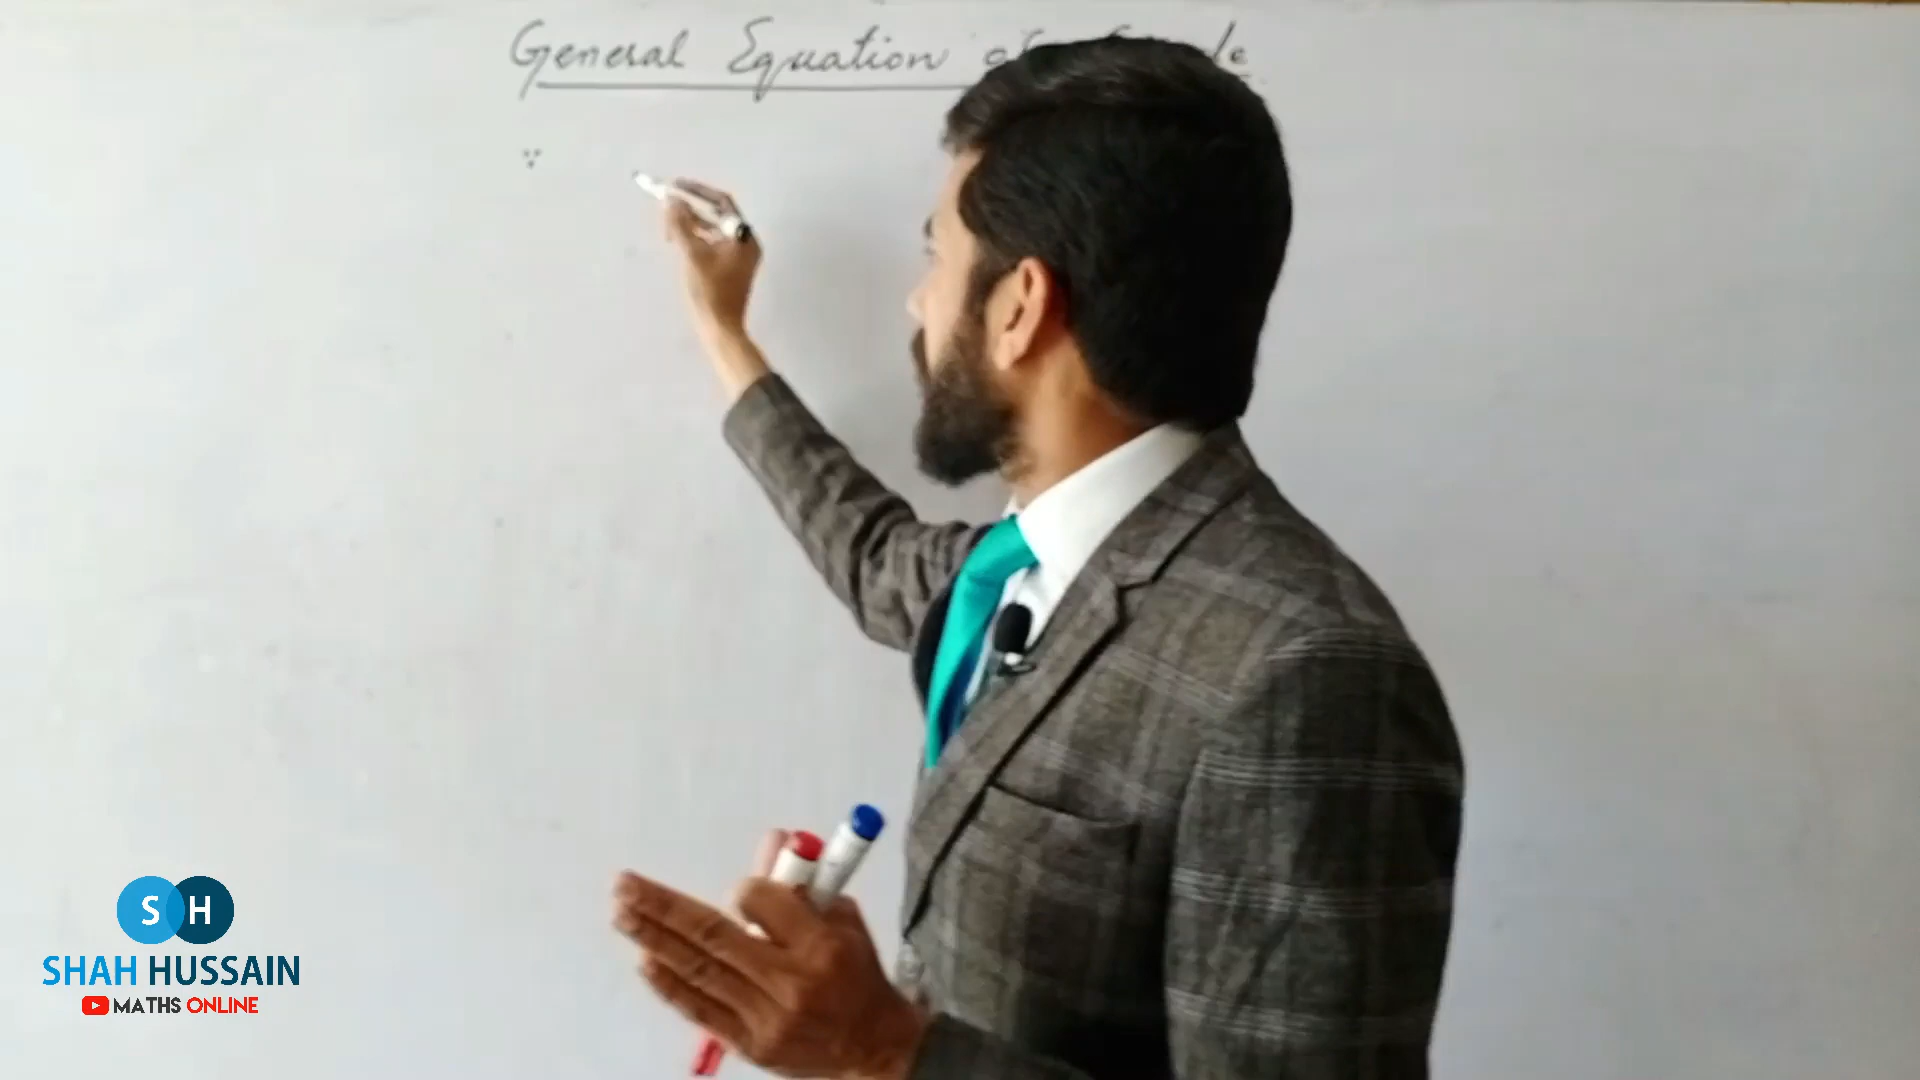 General Equation
∵
SH
SHAH HUSSAIN
MATHS ONLINE